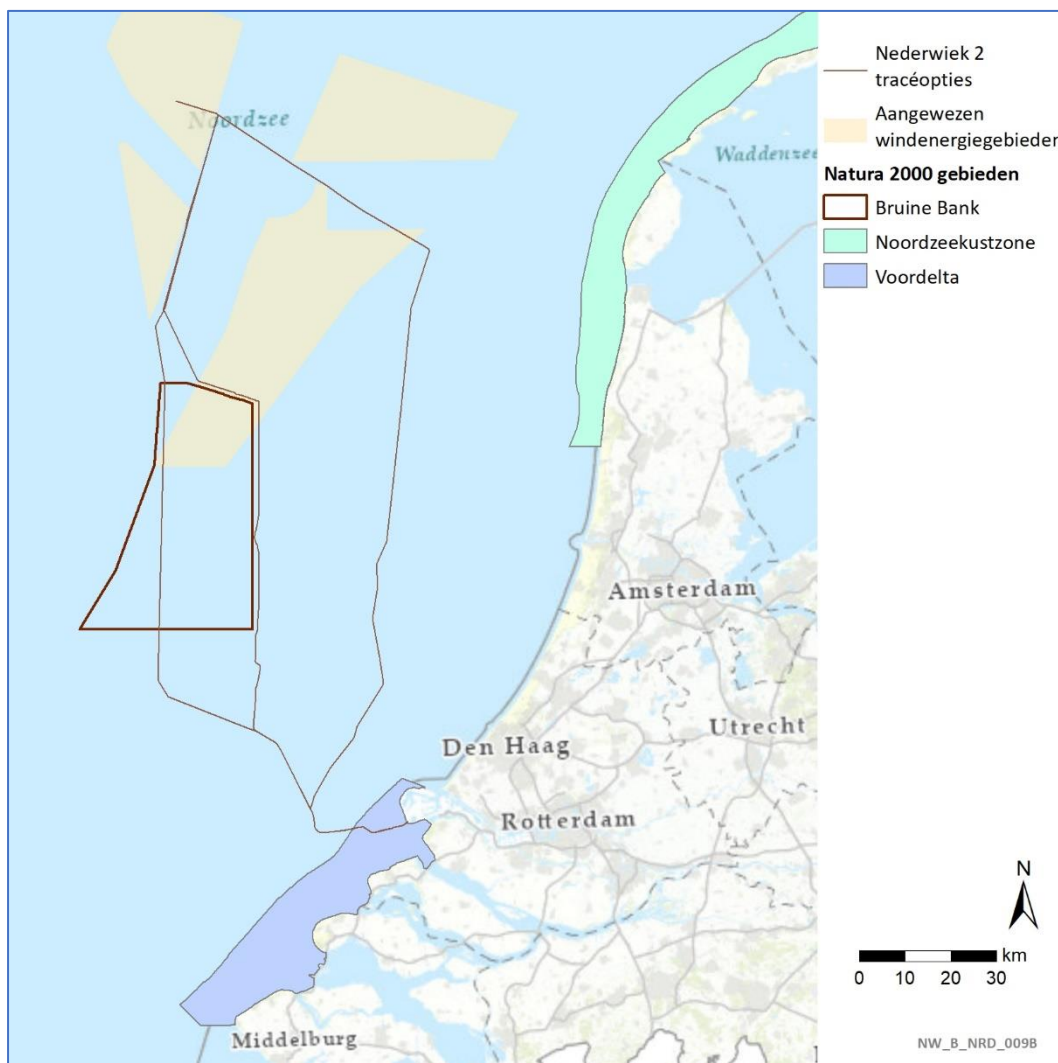 Noordzee
Waddenzee
Amsterdam
Utrecht
Den Haag
Rotterdam
Middelburg
Nederwiek 2
tracéopties
Aangewezen
windenergiegebieden
Natura 2000 gebieden
Bruine Bank
Noordzeekustzone
Voordelta
N
km
0 10 20 30
NW_B_NRD_009B